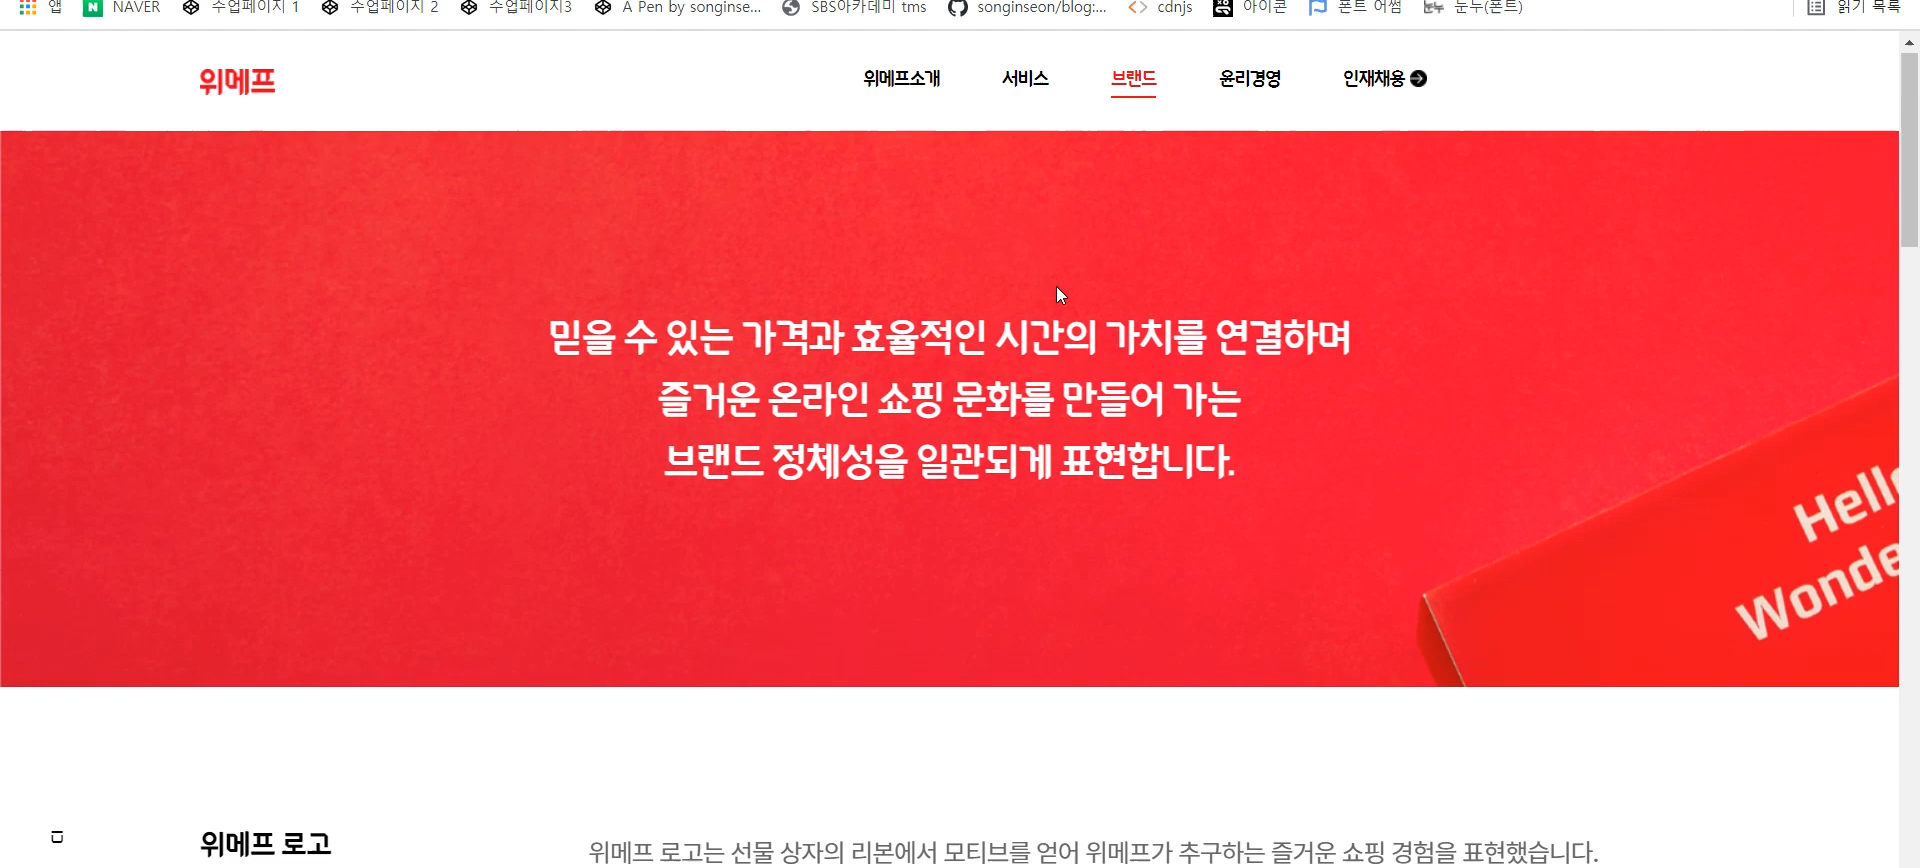 앱 NAVER 수업페이지 1 수업페이지 2 수업페이지3 A Pen by songinse... SBS아카데미 tms songinseon/blog:... cdnjs 아이콘 폰트 어썸 눈누(폰트) 읽기 목록
위메프 위메프소개 서비스 브랜드 윤리경영 인재채용
믿을 수 있는 가격과 효율적인 시간의 가치를 연결하며
즐거운 온라인 쇼핑 문화를 만들어 가는
브랜드 정체성을 일관되게 표현합니다.
Hello
Wonde
위메프 로고
위메프 로고는 선물 상자의 리본에서 모티브를 얻어 위메프가 추구하는 즐거운 쇼핑 경험을 표현했습니다.